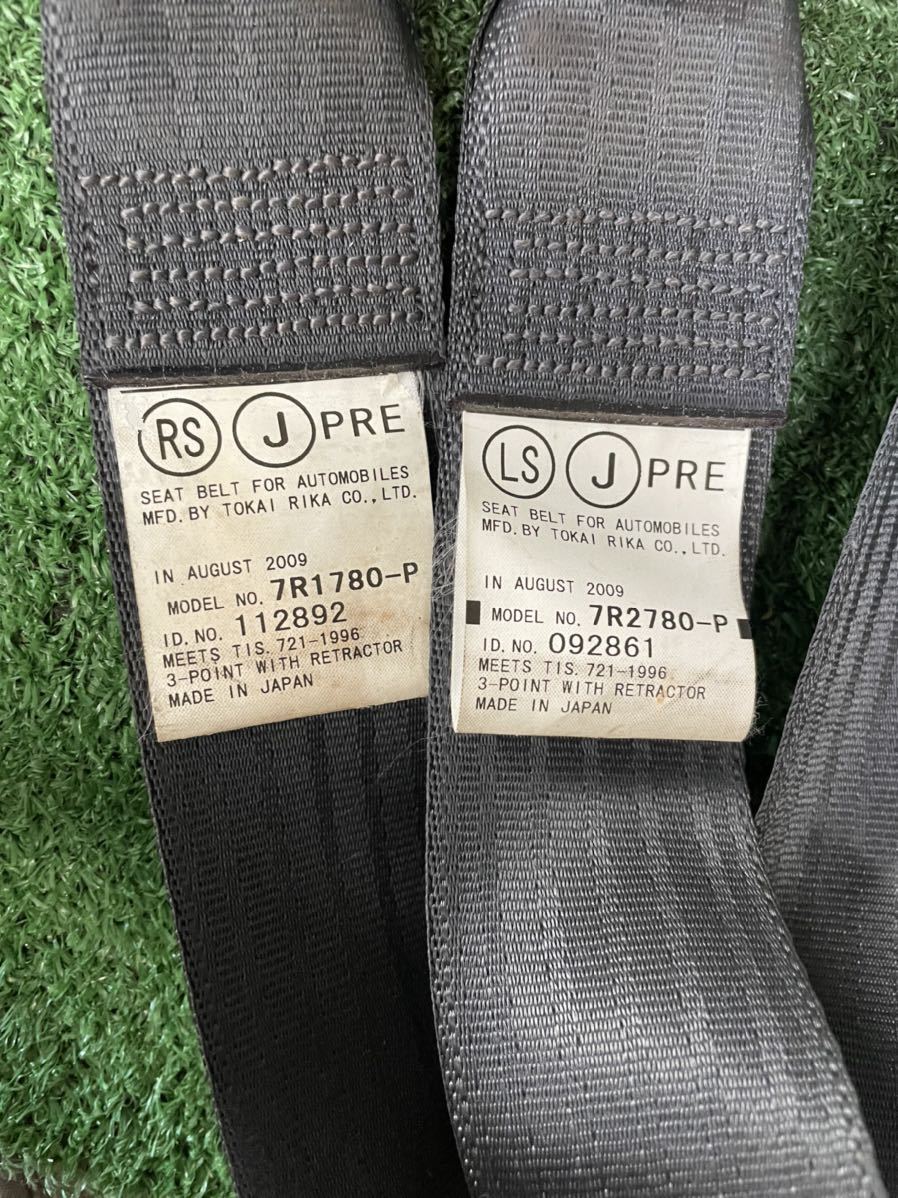 RS J PRE
SEAT BELT FOR AUTOMOBILES
MFD. BY TOKAI RIKA CO., LTD.
IN AUGUST 2009
MODEL NO. 7R1780-P
ID. NO. 112892
MEETS TIS. 721-1996
3-POINT WITH RETRACTOR
MADE IN JAPAN
LS J PRE
SEAT BELT FOR AUTOMOBILES
MFD. BY TOKAI RIKA CO., LTD.
IN AUGUST 2009
MODEL NO. 7R2780-P
ID. NO. 092861
MEETS TIS. 721-1996
3-POINT WITH RETRACTOR
MADE IN JAPAN